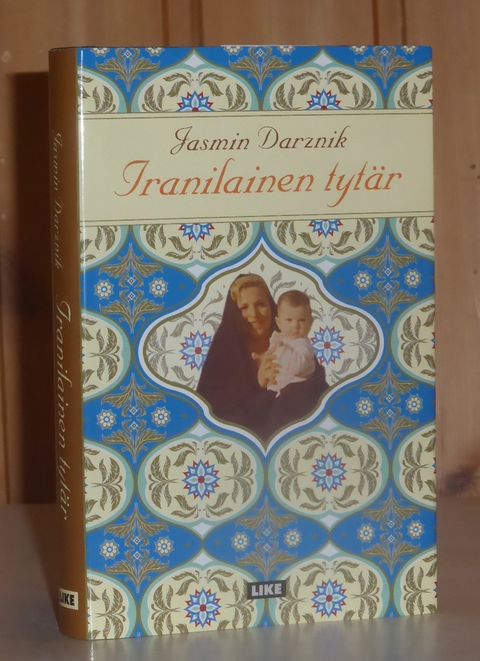 Jasmin Darznik
Iranilainen tytär
LIKE
Jasmin Darznik
Iranilainen tytär
LIKE